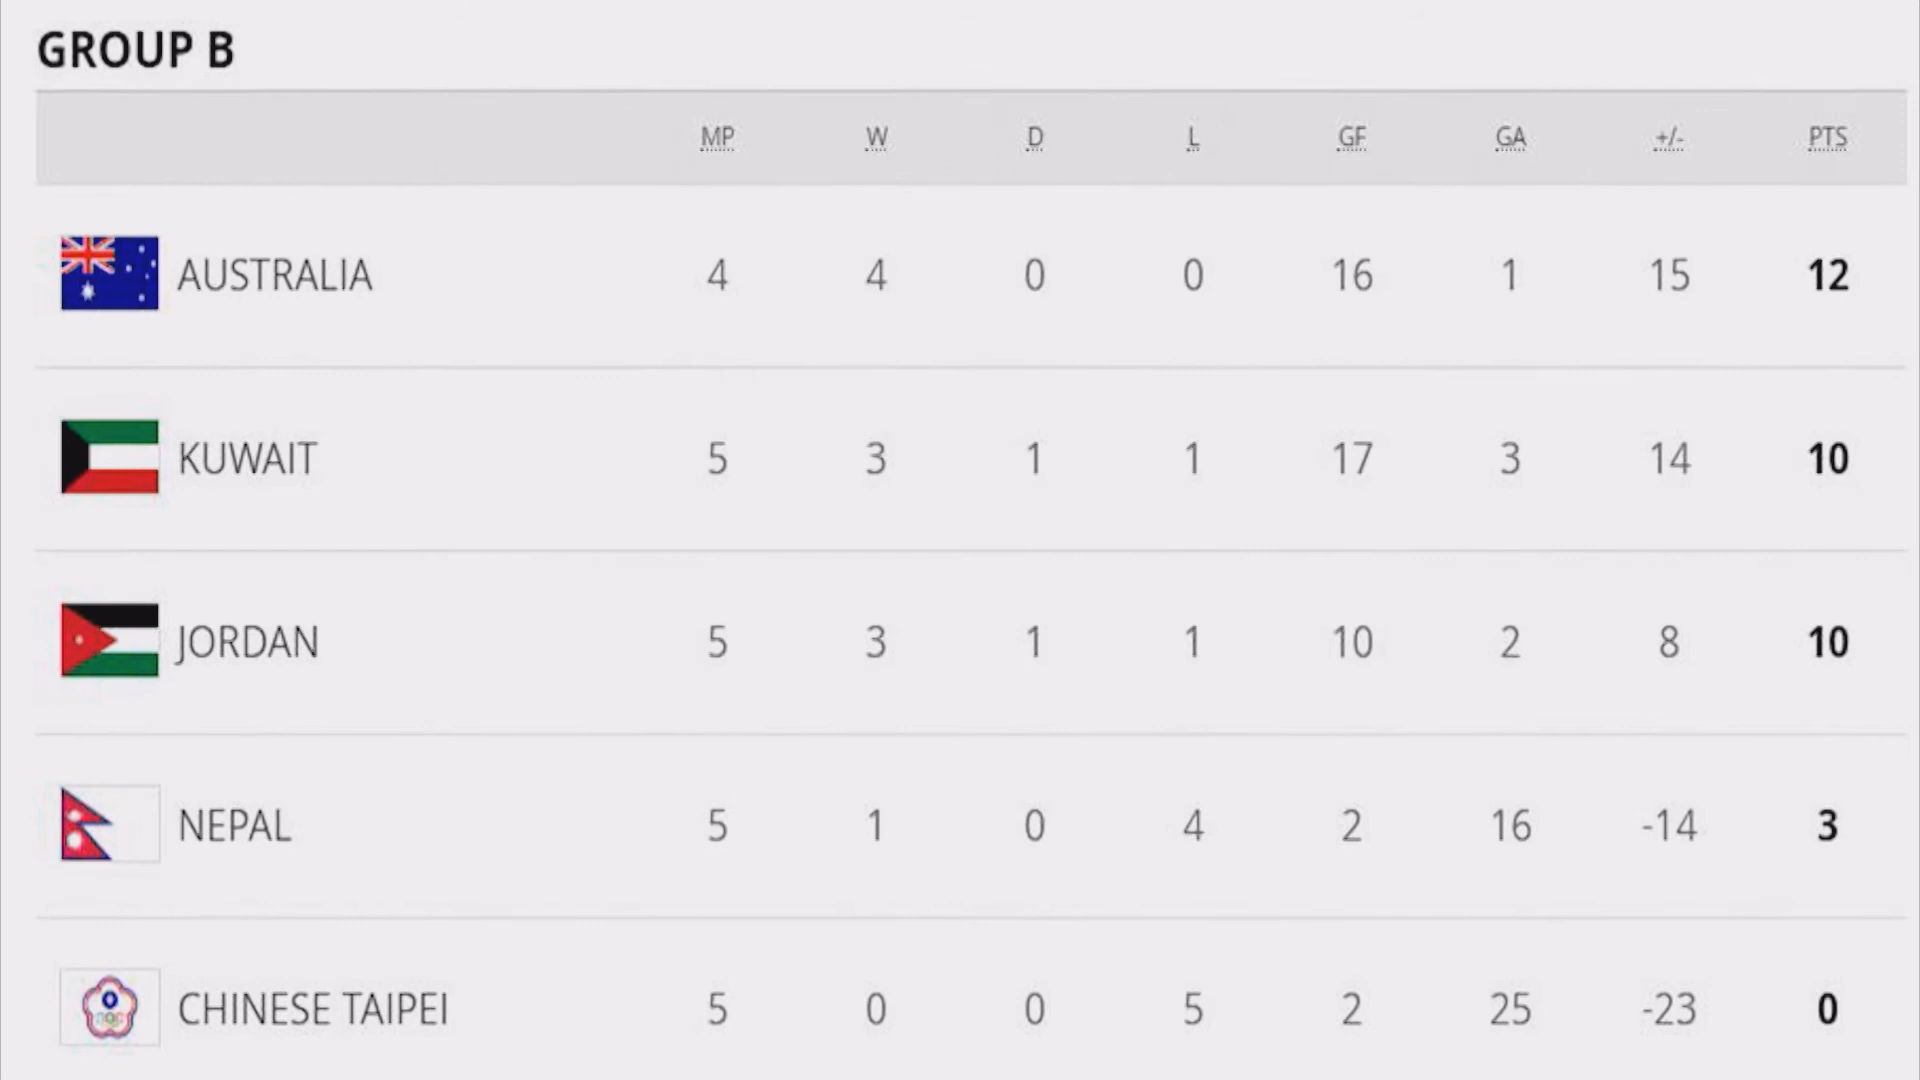 GROUP B
MP W D L GF GA +/- PTS
AUSTRALIA 4 4 0 0 16 1 15 12
KUWAIT 5 3 1 1 17 3 14 10
JORDAN 5 3 1 1 10 2 8 10
NEPAL 5 1 0 4 2 16 -14 3
CHINESE TAIPEI 5 0 0 5 2 25 -23 0